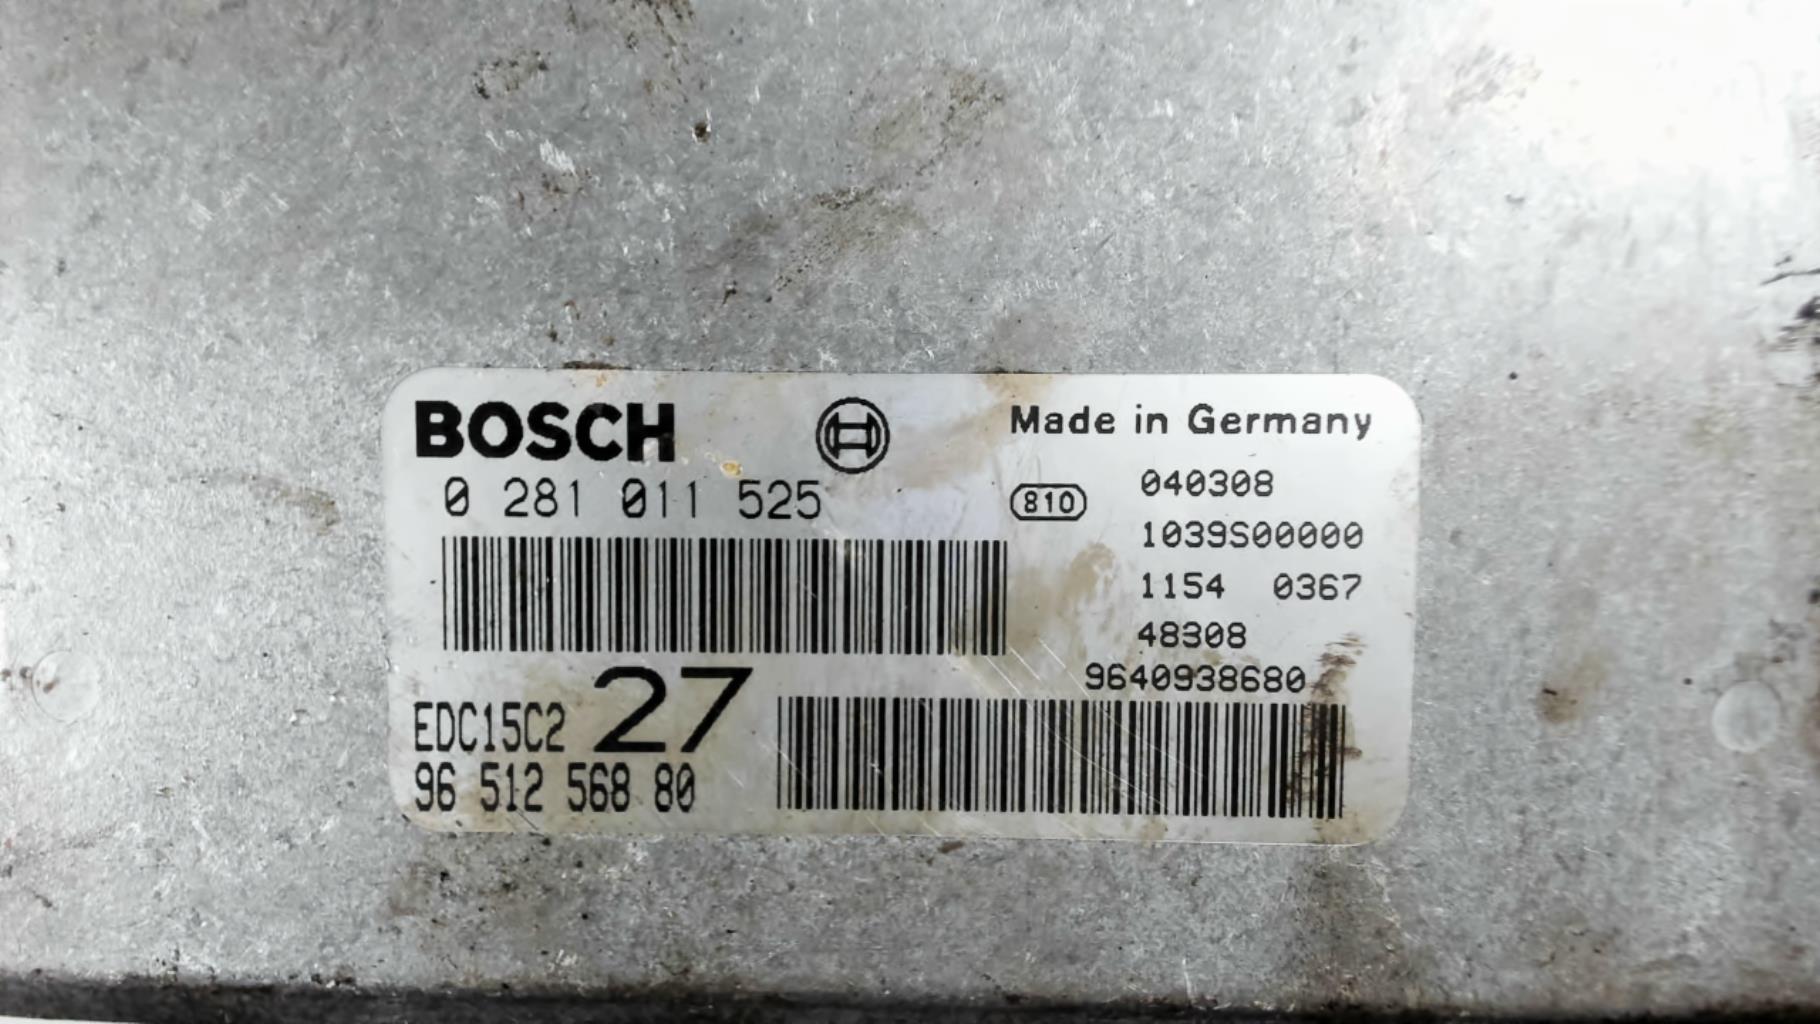 BOSCH
Made in Germany
0 281 011 525
810
040308
1039S00000
1154 0367
48308
9640938680
EDC15C2 27
96 512 568 80